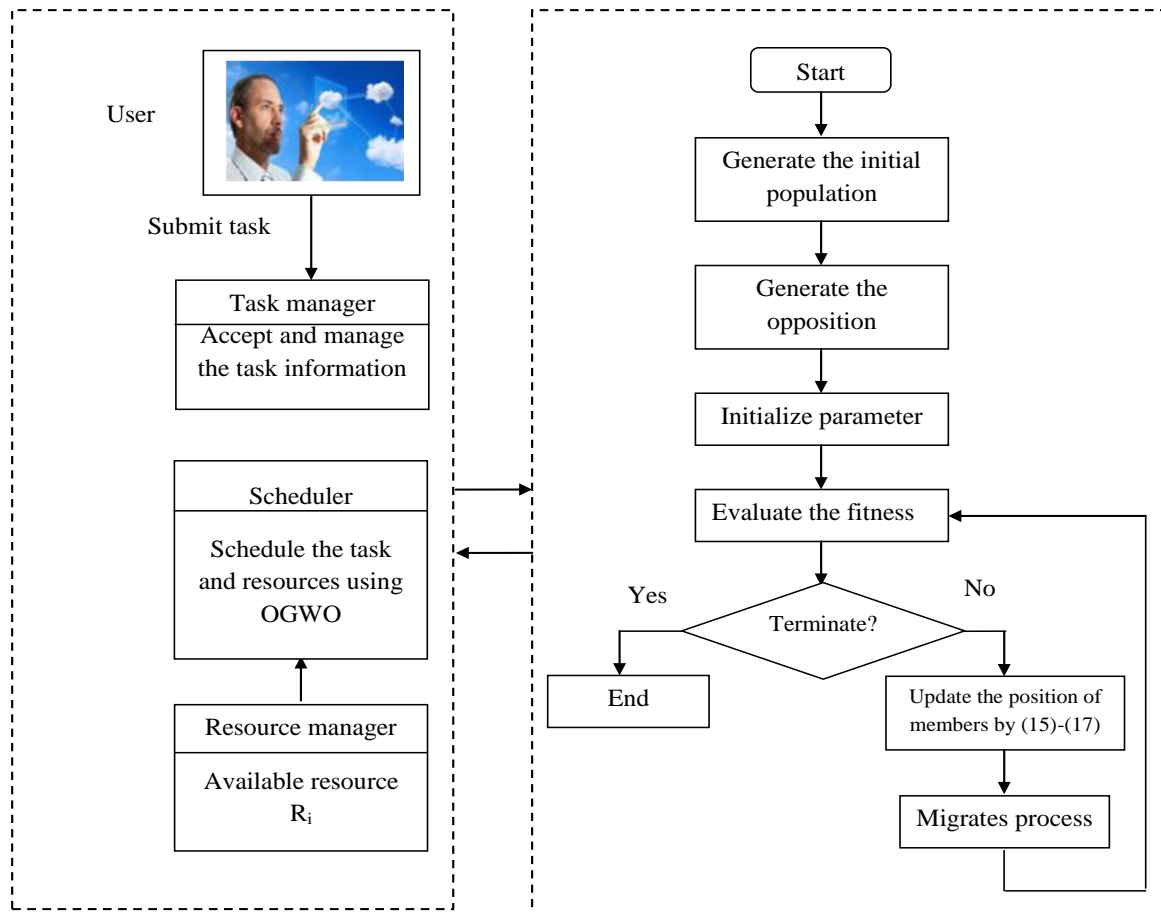 User
Submit task
Task manager
Accept and manage
the task information
Scheduler
Schedule the task
and resources using
OGWO
Resource manager
Available resource
Ri
Start
Generate the initial
population
Generate the
opposition
Initialize parameter
Evaluate the fitness
Yes
No
Terminate?
End
Update the position of
members by (15)-(17)
Migrates process